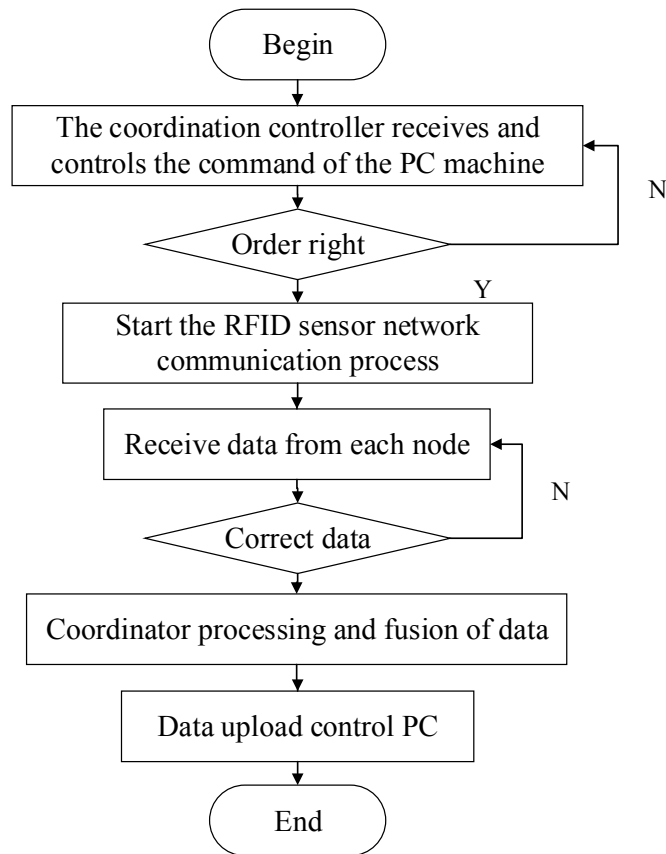 Begin
The coordination controller receives and
controls the command of the PC machine
N
Order right
Y
Start the RFID sensor network
communication process
Receive data from each node
N
Correct data
Coordinator processing and fusion of data
Data upload control PC
End